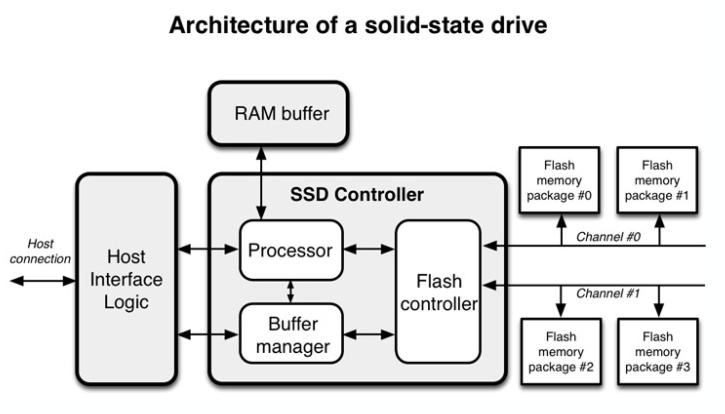 Architecture of a solid-state drive
RAM buffer
SSD Controller
Host
connection
Host
Interface
Logic
Processor
Buffer
manager
Flash
controller
Flash
memory
package #0
Flash
memory
package #1
Channel #0
Channel #1
Flash
memory
package #2
Flash
memory
package #3